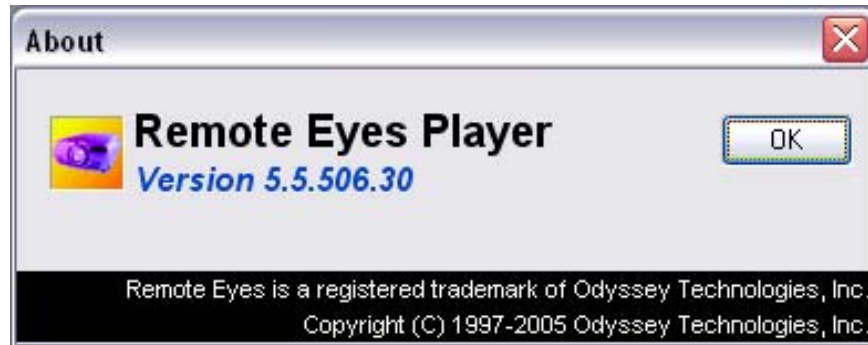 About
Remote Eyes Player
OK
Version 5.5.506.30
Remote Eyes is a registered trademark of Odyssey Technologies, Inc
Copyright (C) 1997-2005 Odyssey Technologies, Inc.